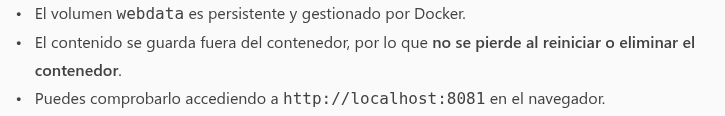 • El volumen webdata es persistente y gestionado por Docker.
• El contenido se guarda fuera del contenedor, por lo que no se pierde al reiniciar o eliminar el
contenedor.
• Puedes comprobarlo accediendo a http://localhost:8081 en el navegador.